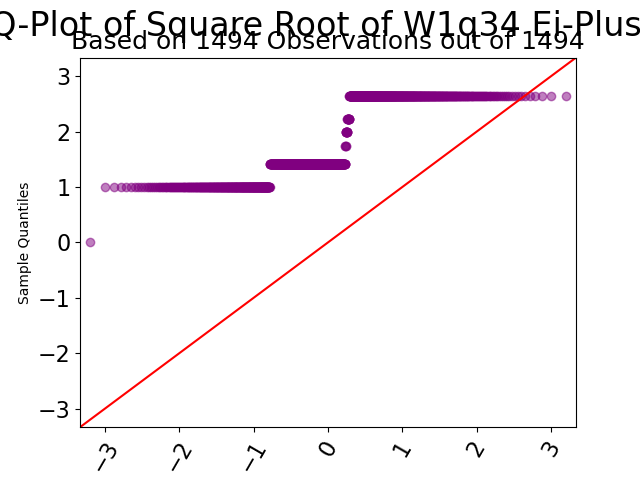 Q-Plot of Square Root of W1q34 Ei-Plus
Based on 1494 Observations out of 1494
Sample Quantiles
3
2
1
0
−1
−2
−3
−3 −2 −1 0 1 2 3